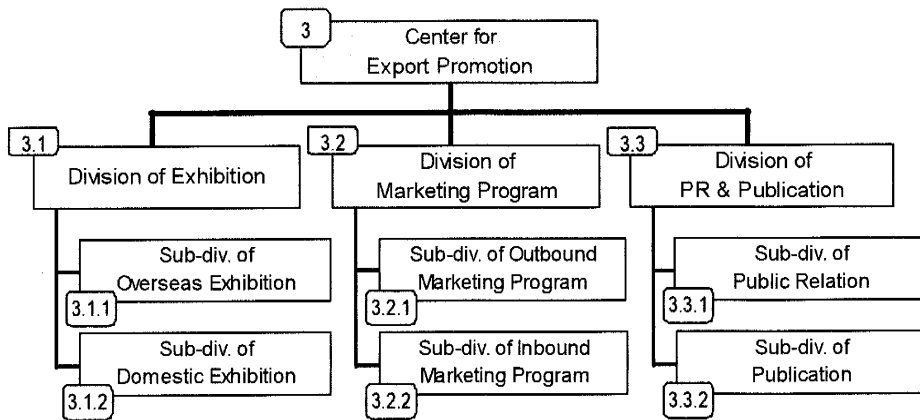 3
Center for
Export Promotion
3.1
Division of Exhibition
3.2
Division of
Marketing Program
3.3
Division of
PR & Publication
Sub-div. of
Overseas Exhibition
3.1.1
Sub-div. of
Domestic Exhibition
3.1.2
Sub-div. of Outbound
Marketing Program
3.2.1
Sub-div. of Inbound
Marketing Program
3.2.2
Sub-div. of
Public Relation
3.3.1
Sub-div. of
Publication
3.3.2